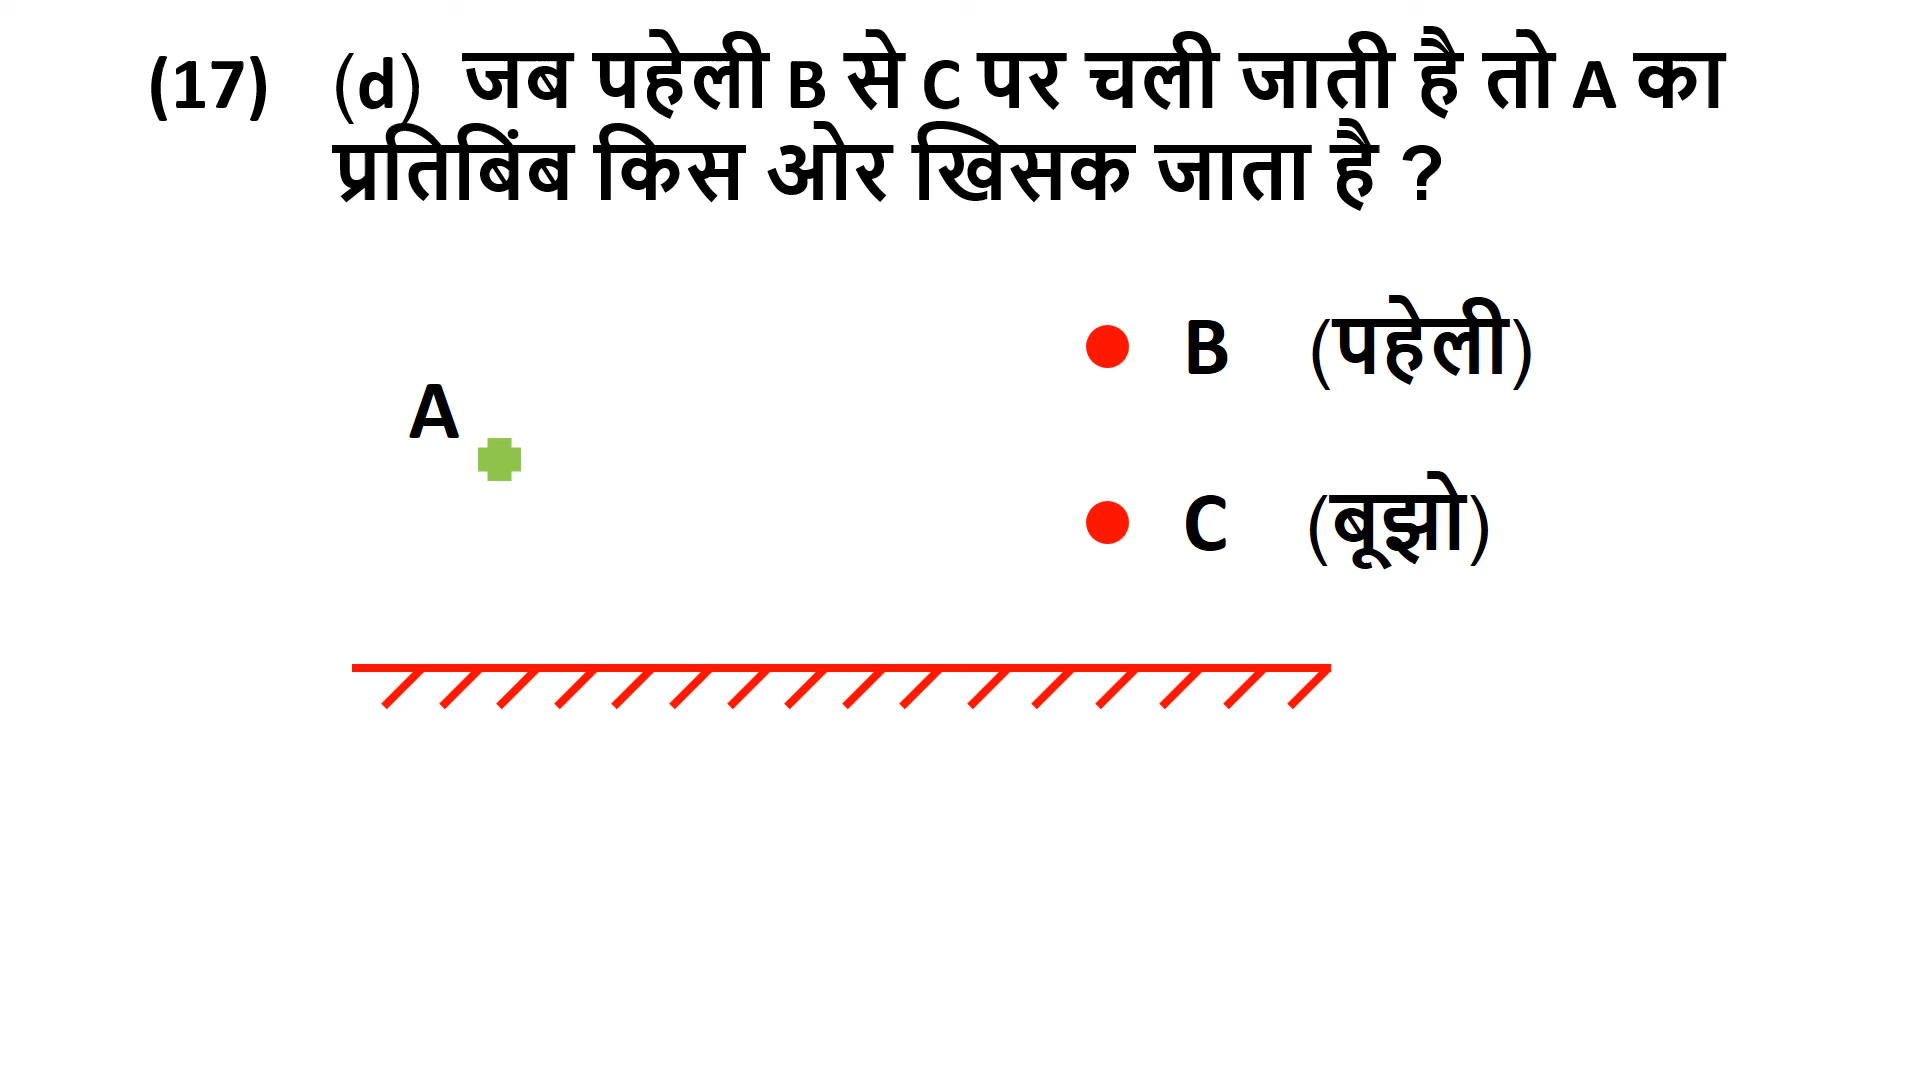 (17) (d) जब पहेली B से C पर चली जाती है तो A का
प्रतिबिंब किस ओर खिसक जाता है ?
B (पहेली)
A
C (बूझो)